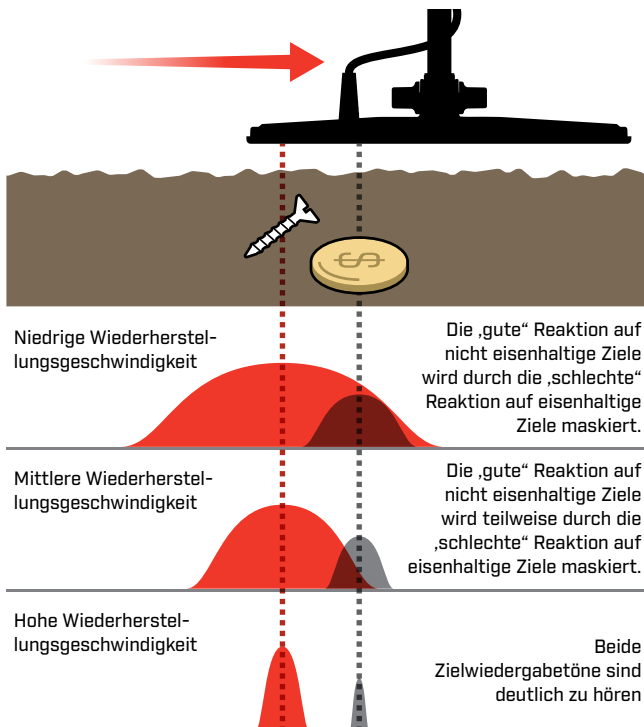 Niedrige Wiederherstel-
lungsgeschwindigkeit
Die ‚gute“ Reaktion auf
nicht eisenhaltige Ziele
wird durch die ‚schlechte“
Reaktion auf eisenhaltige
Ziele maskiert.
Mittlere Wiederherstel-
lungsgeschwindigkeit
Die ‚gute“ Reaktion auf
nicht eisenhaltige Ziele
wird teilweise durch die
‚schlechte“ Reaktion auf
eisenhaltige Ziele maskiert.
Hohe Wiederherstel-
lungsgeschwindigkeit
Beide
Zielwiedergabetöne sind
deutlich zu hören